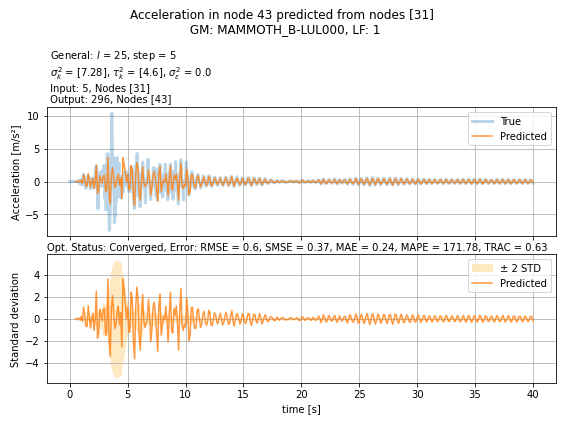 Acceleration in node 43 predicted from nodes [31]
GM: MAMMOTH_B-LUL000, LF: 1
General: l = 25, step = 5
σ²ₖ = [7.28], τ²ₖ = [4.6], σ²ε = 0.0
Input: 5, Nodes [31]
Output: 296, Nodes [43]
10
5
0
−5
Acceleration [m/s²]
True
Predicted
Opt. Status: Converged, Error: RMSE = 0.6, SMSE = 0.37, MAE = 0.24, MAPE = 171.78, TRAC = 0.63
4
2
0
−2
−4
Standard deviation
± 2 STD
Predicted
0 5 10 15 20 25 30 35 40
time [s]